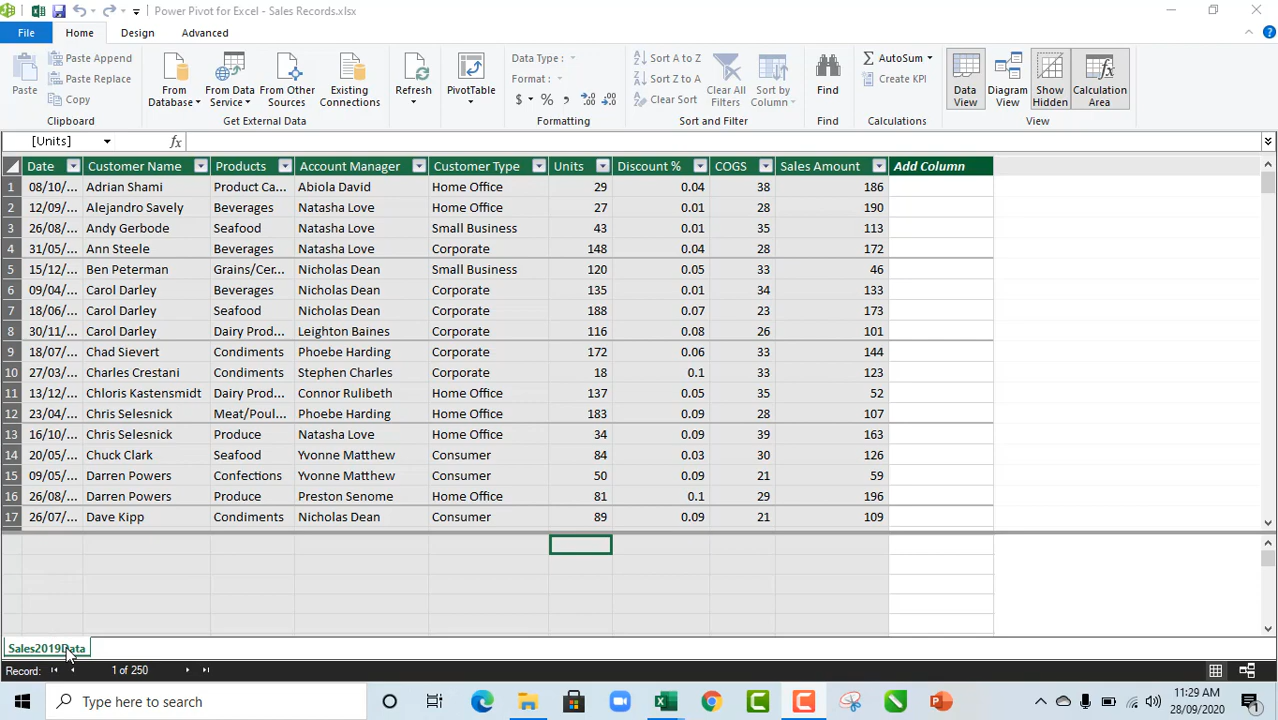 Power Pivot for Excel - Sales Records.xlsx
File Home Design Advanced
Paste
Paste Append
Paste Replace
Copy
Clipboard
From Database
From Data Service
From Other Sources
Existing Connections
Get External Data
Refresh
PivotTable
Data Type :
Format :
$ % ,
Formatting
Sort A to Z
Sort Z to A
Clear Sort
Clear All Filters
Sort by Column
Sort and Filter
Find
Find
AutoSum
Create KPI
Calculations
Data View
Diagram View
Show Hidden
Calculation Area
View
[Units] fx
Date Customer Name Products Account Manager Customer Type Units Discount % COGS Sales Amount Add Column
1 08/10/... Adrian Shami Product Ca... Abiola David Home Office 29 0.04 38 186
2 12/09/... Alejandro Savely Beverages Natasha Love Home Office 27 0.01 28 190
3 26/08/... Andy Gerbode Seafood Natasha Love Small Business 43 0.01 35 113
4 31/05/... Ann Steele Beverages Natasha Love Corporate 148 0.04 28 172
5 15/12/... Ben Peterman Grains/Cer... Nicholas Dean Small Business 120 0.05 33 46
6 09/04/... Carol Darley Beverages Nicholas Dean Corporate 135 0.01 34 133
7 18/06/... Carol Darley Seafood Nicholas Dean Corporate 188 0.07 23 173
8 30/11/... Carol Darley Dairy Prod... Leighton Baines Corporate 116 0.08 26 101
9 18/07/... Chad Sievert Condiments Phoebe Harding Corporate 172 0.06 33 144
10 27/03/... Charles Crestani Condiments Stephen Charles Corporate 18 0.1 33 123
11 13/12/... Chloris Kastensmidt Dairy Prod... Connor Rulibeth Home Office 137 0.05 35 52
12 23/04/... Chris Selesnick Meat/Poul... Phoebe Harding Home Office 183 0.09 28 107
13 16/10/... Chris Selesnick Produce Natasha Love Home Office 34 0.09 39 163
14 20/05/... Chuck Clark Seafood Yvonne Matthew Consumer 84 0.03 30 126
15 09/05/... Darren Powers Confections Yvonne Matthew Consumer 50 0.09 21 59
16 26/08/... Darren Powers Produce Preston Senome Home Office 81 0.1 29 196
17 26/07/... Dave Kipp Condiments Nicholas Dean Consumer 89 0.09 21 109
Sales2019Data
Record: 1 of 250
Type here to search
11:29 AM
28/09/2020